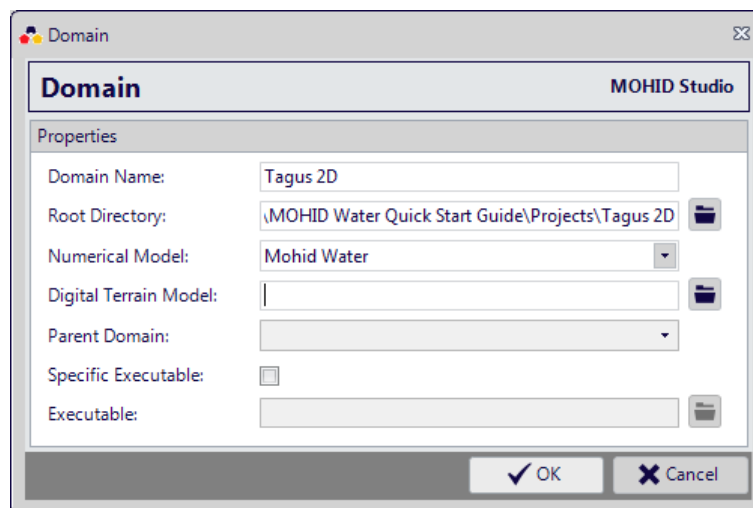 Domain
Domain MOHID Studio
Properties
Domain Name: Tagus 2D
Root Directory: \MOHID Water Quick Start Guide\Projects\Tagus 2D
Numerical Model: Mohid Water
Digital Terrain Model:
Parent Domain:
Specific Executable:
Executable:
OK Cancel